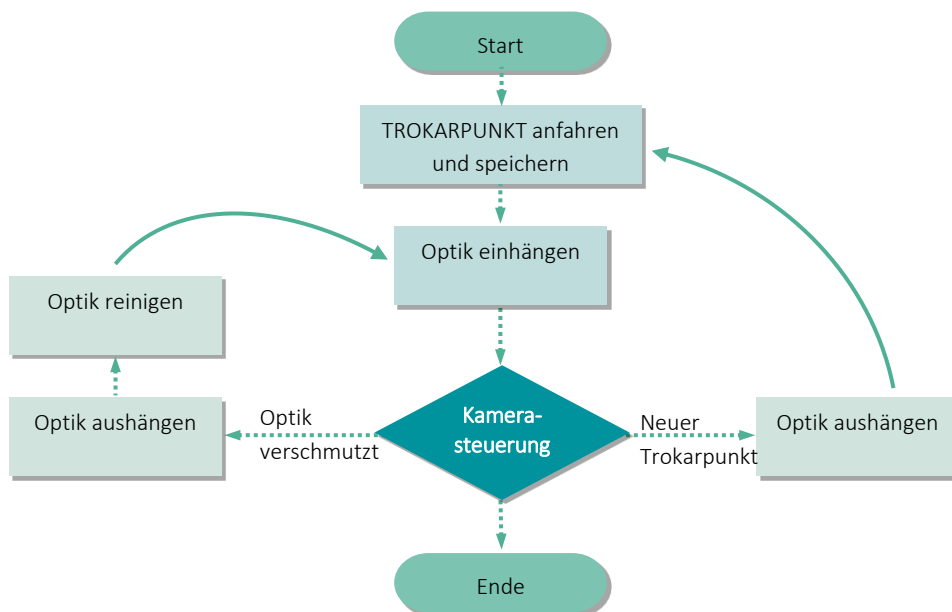 Start
TROKARPUNKT anfahren
und speichern
Optik einhängen
Optik reinigen
Optik aushängen
Optik
verschmutzt
Kamera-
steuerung
Neuer
Trokarpunkt
Optik aushängen
Ende